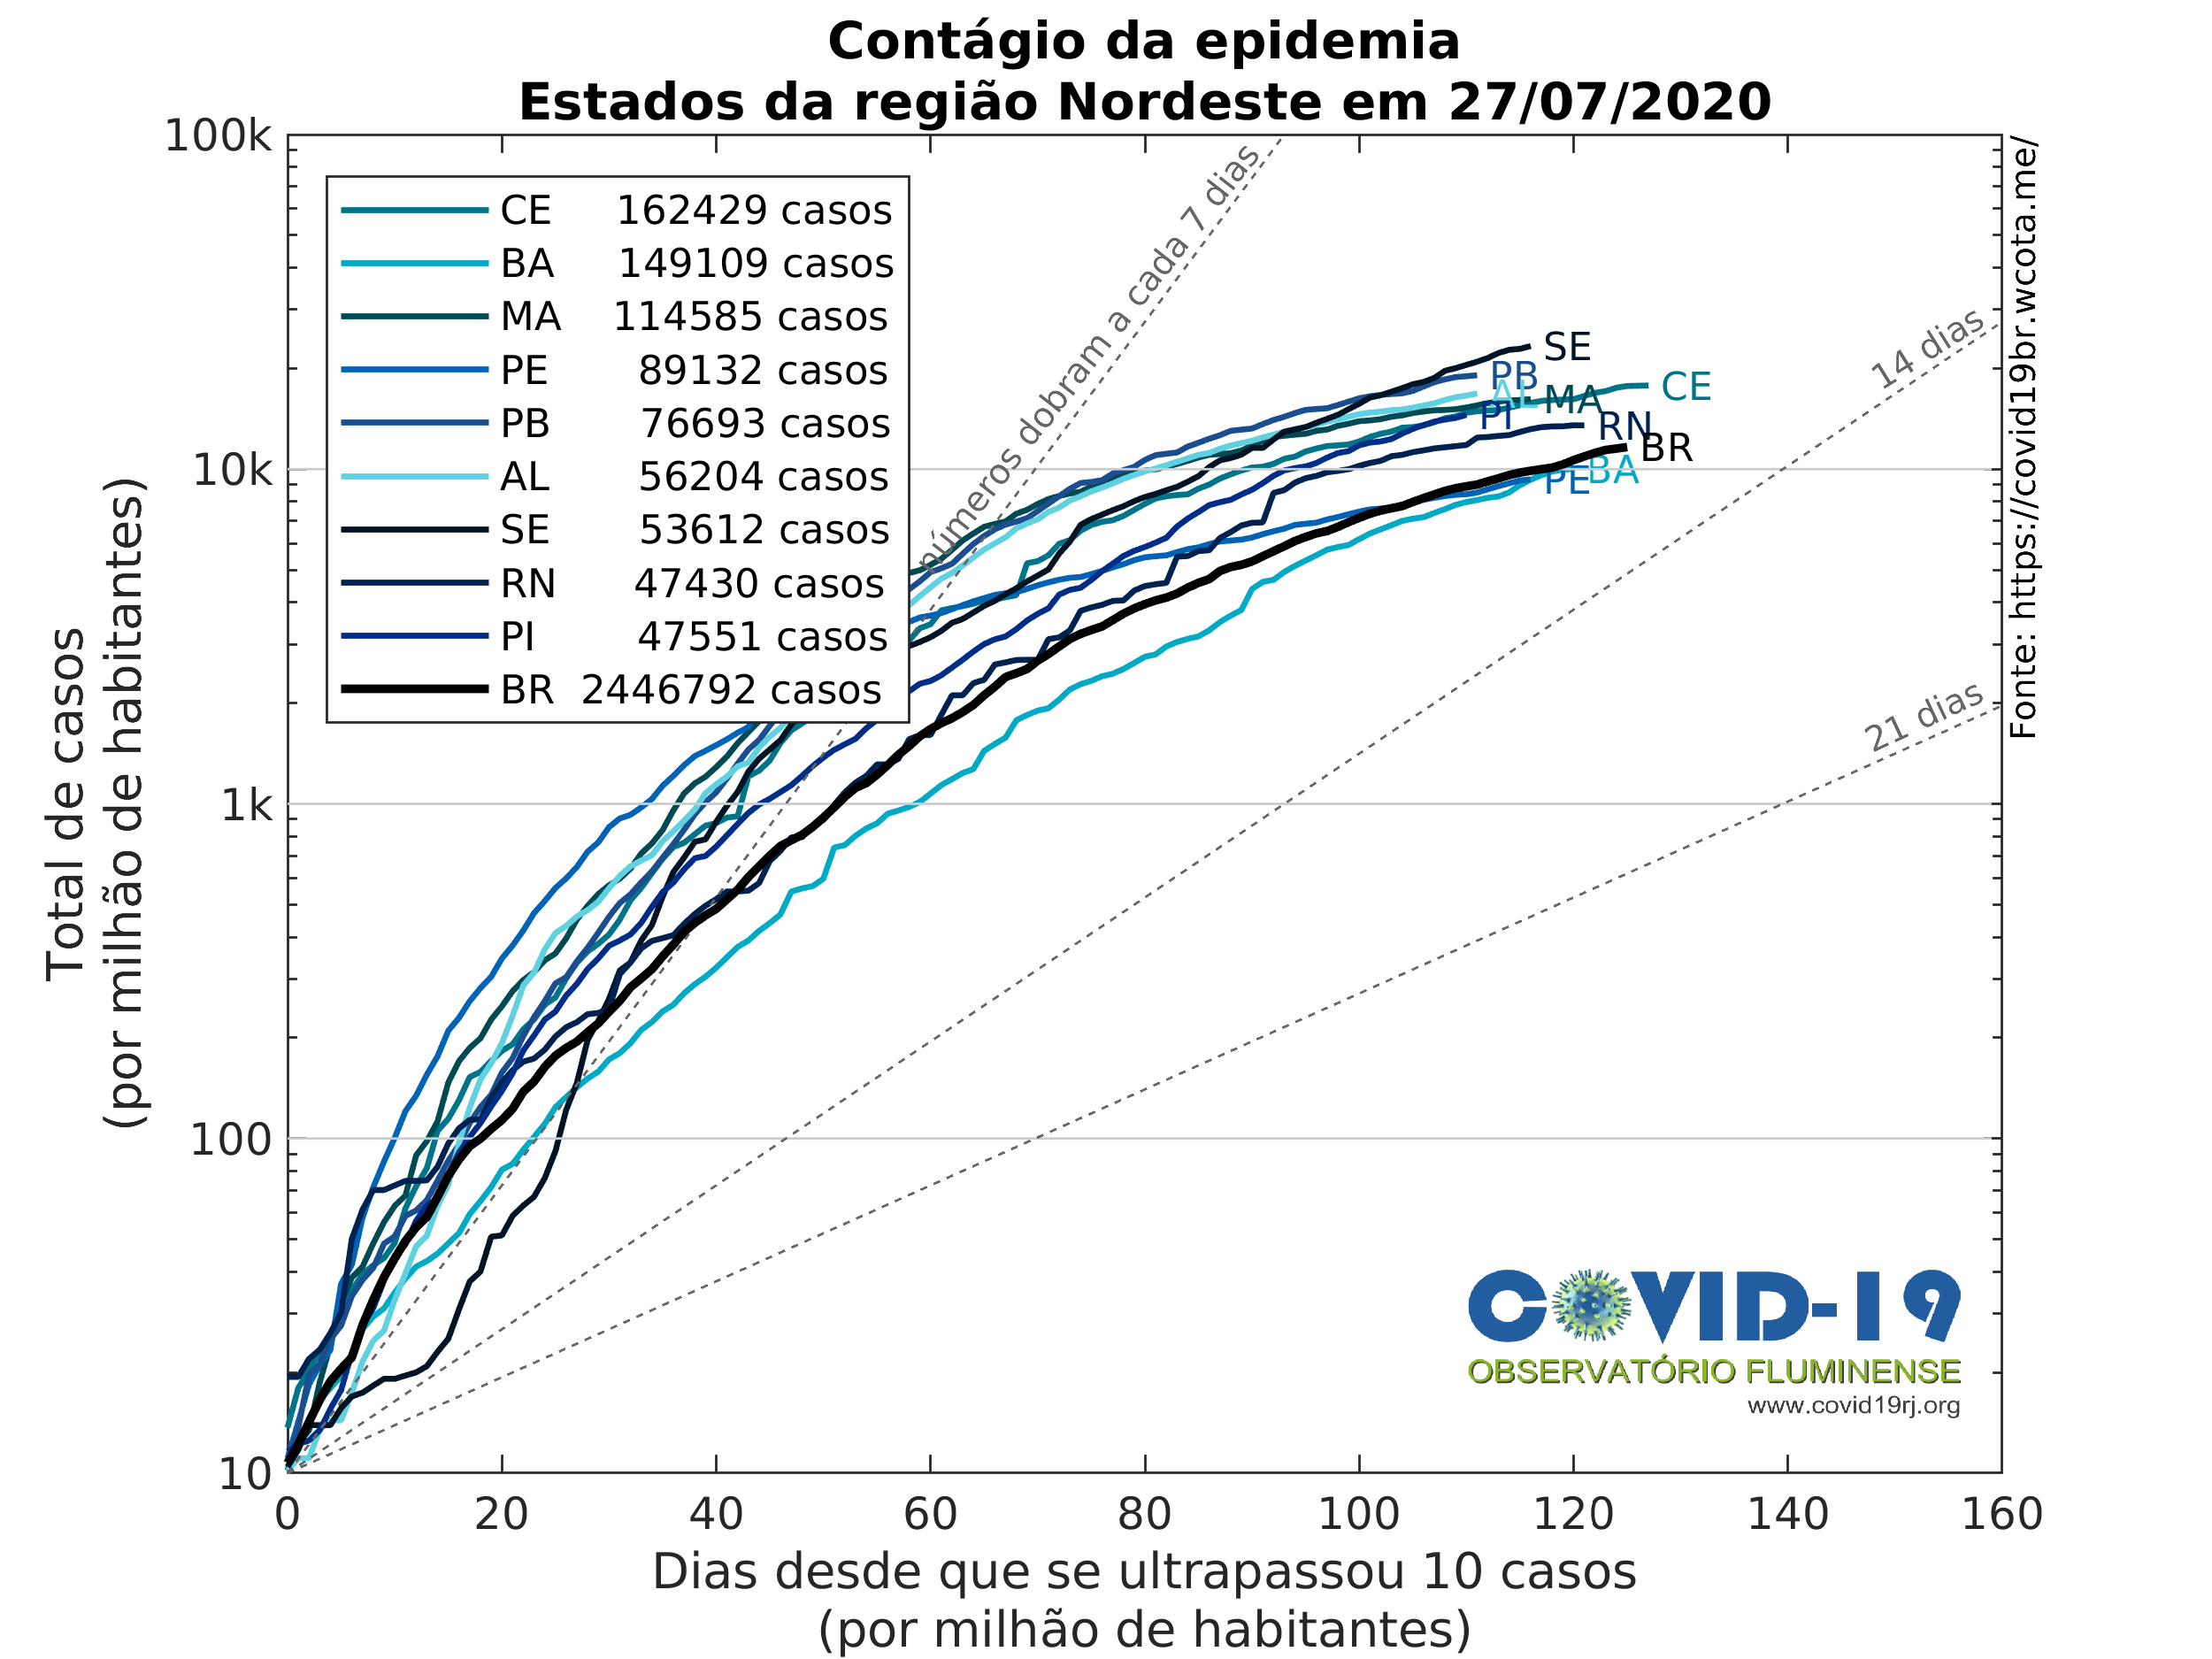 Contágio da epidemia
Estados da região Nordeste em 27/07/2020
100k
10k
1k
100
10
Total de casos
(por milhão de habitantes)
CE 162429 casos
BA 149109 casos
MA 114585 casos
PE 89132 casos
PB 76693 casos
AL 56204 casos
SE 53612 casos
RN 47430 casos
PI 47551 casos
BR 2446792 casos
números dobram a cada 7 dias
14 dias
21 dias
SE
PB
CE
AL
MA
PI
RN
BR
BA
PE
Fonte: https://covid19br.wcota.me/
COVID-19
OBSERVATÓRIO FLUMINENSE
www.covid19rj.org
0 20 40 60 80 100 120 140 160
Dias desde que se ultrapassou 10 casos
(por milhão de habitantes)